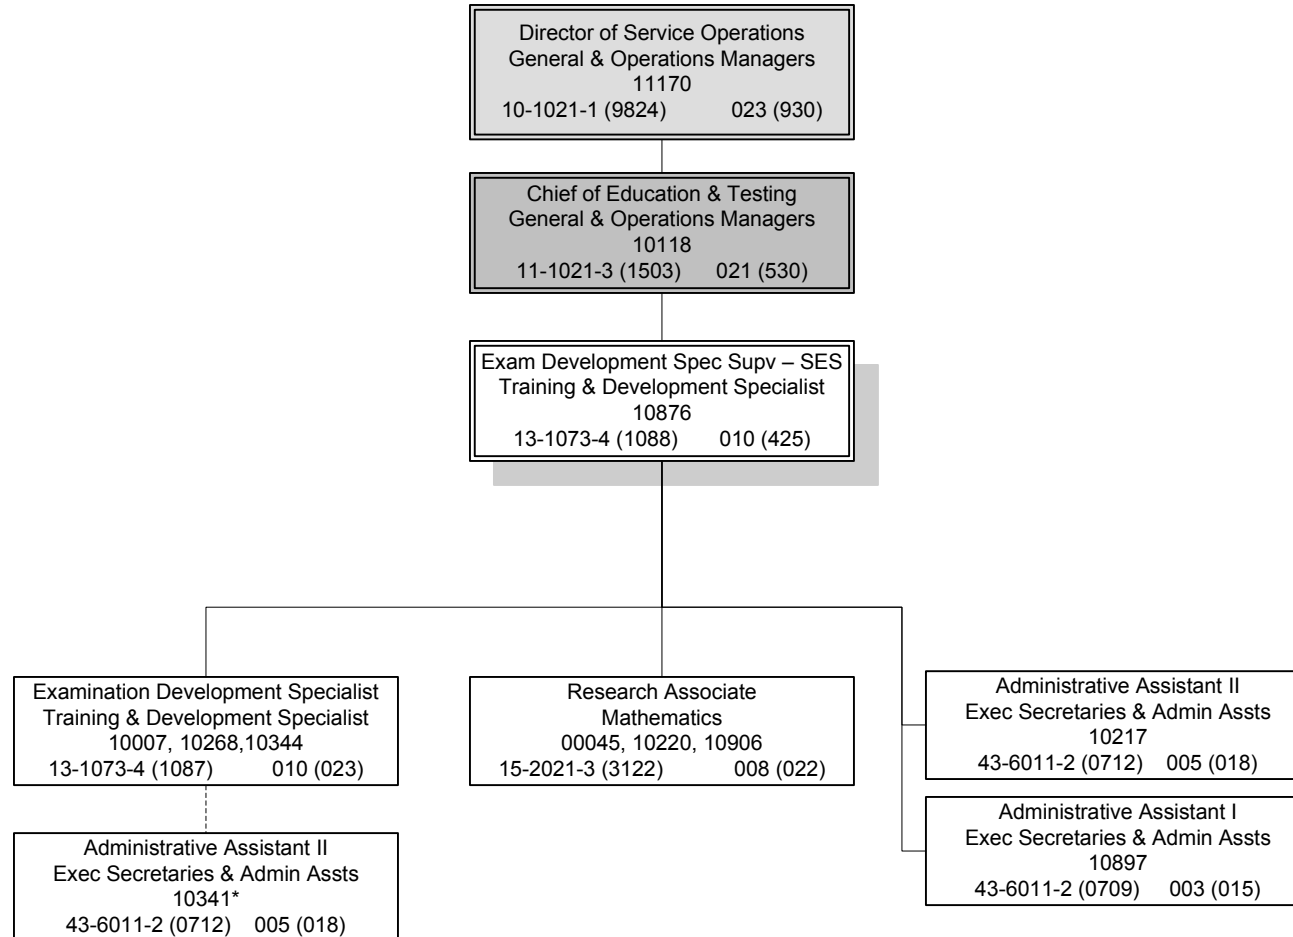 Director of Service Operations
General & Operations Managers
11170
10-1021-1 (9824) 023 (930)
Chief of Education & Testing
General & Operations Managers
10118
11-1021-3 (1503) 021 (530)
Exam Development Spec Supv – SES
Training & Development Specialist
10876
13-1073-4 (1088) 010 (425)
Examination Development Specialist
Training & Development Specialist
10007, 10268,10344
13-1073-4 (1087) 010 (023)
Administrative Assistant II
Exec Secretaries & Admin Assts
10341*
43-6011-2 (0712) 005 (018)
Research Associate
Mathematics
00045, 10220, 10906
15-2021-3 (3122) 008 (022)
Administrative Assistant II
Exec Secretaries & Admin Assts
10217
43-6011-2 (0712) 005 (018)
Administrative Assistant I
Exec Secretaries & Admin Assts
10897
43-6011-2 (0709) 003 (015)